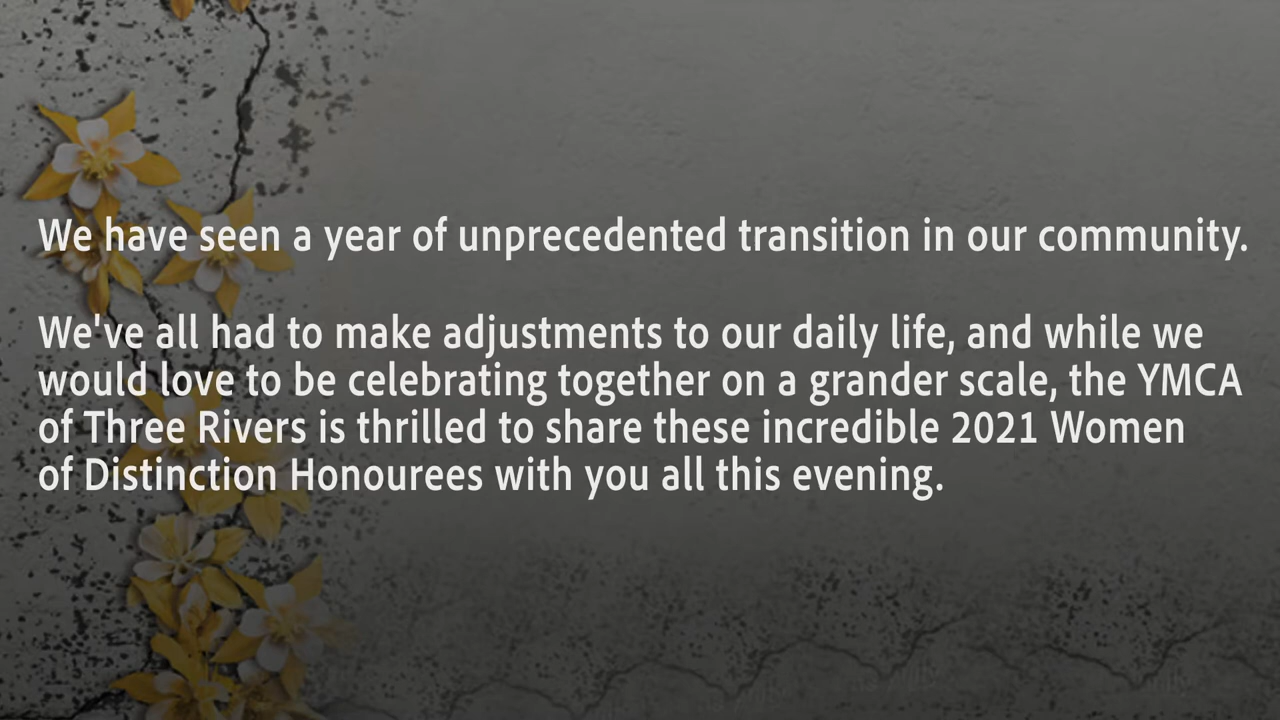 We have seen a year of unprecedented transition in our community.
We've all had to make adjustments to our daily life, and while we
would love to be celebrating together on a grander scale, the YMCA
of Three Rivers is thrilled to share these incredible 2021 Women
of Distinction Honourees with you all this evening.